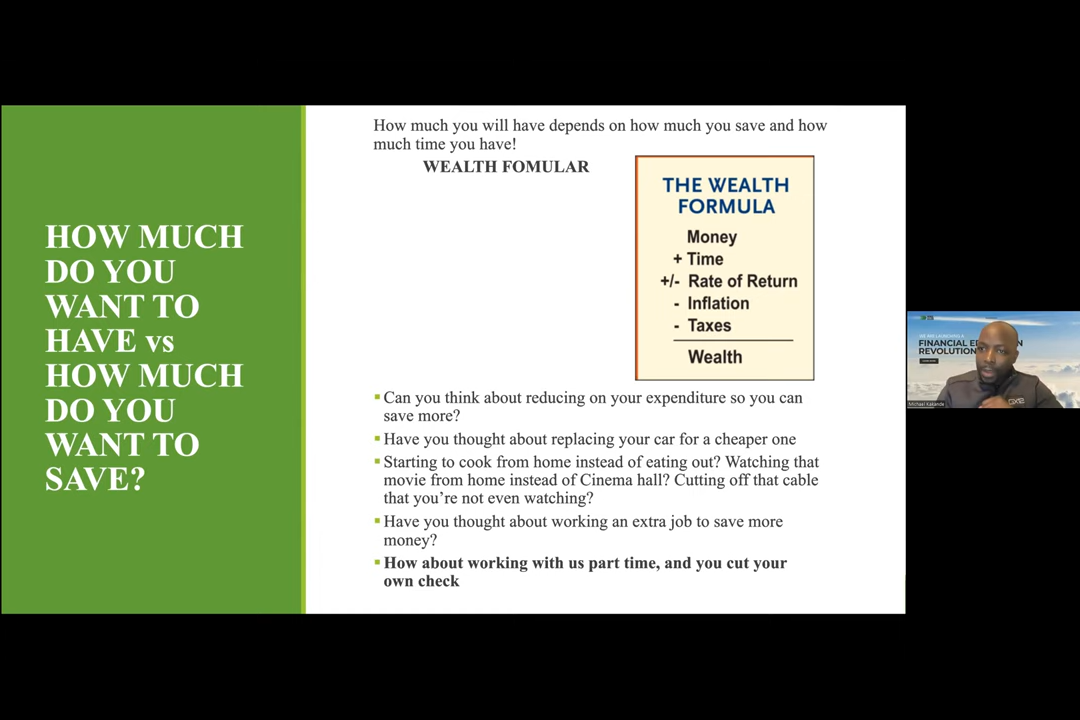 HOW MUCH
DO YOU
WANT TO
HAVE vs
HOW MUCH
DO YOU
WANT TO
SAVE?
How much you will have depends on how much you save and how
much time you have!
WEALTH FOMULAR
THE WEALTH
FORMULA
Money
+ Time
+/- Rate of Return
- Inflation
- Taxes
Wealth
▪Can you think about reducing on your expenditure so you can
save more?
▪Have you thought about replacing your car for a cheaper one
▪Starting to cook from home instead of eating out? Watching that
movie from home instead of Cinema hall? Cutting off that cable
that you’re not even watching?
▪Have you thought about working an extra job to save more
money?
▪How about working with us part time, and you cut your
own check
FINANCIAL
REVOLUTION
Michael Kakande